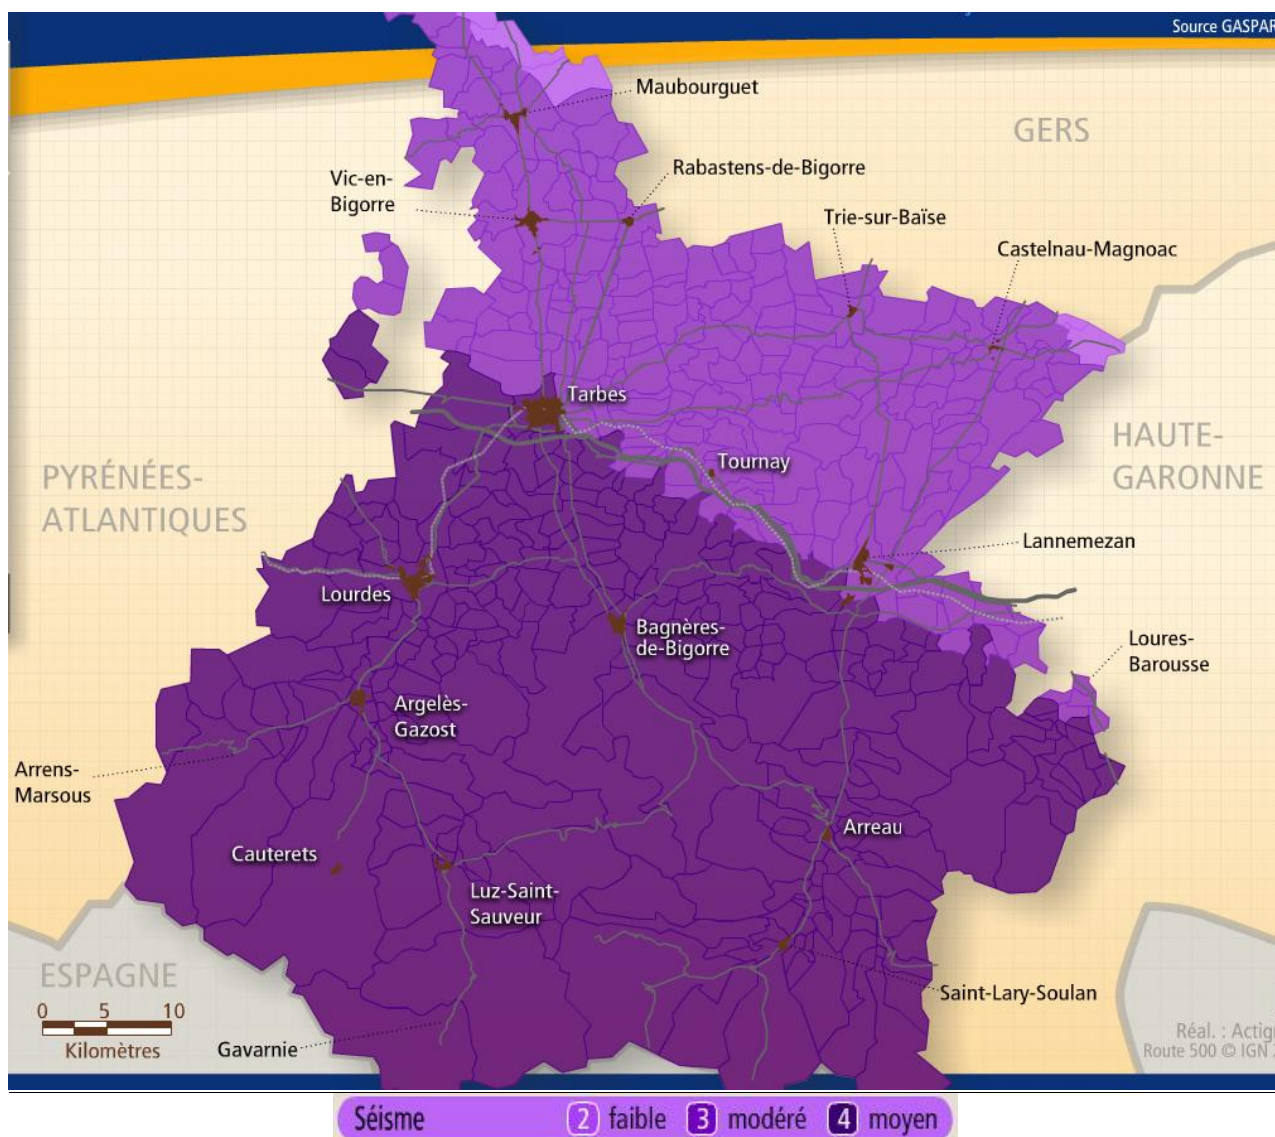 Source GASPAR
Maubourguet
GERS
Rabastens-de-Bigorre
Vic-en-
Bigorre
Trie-sur-Baïse
Castelnau-Magnoac
Tarbes
HAUTE-
GARONNE
Tournay
PYRÉNÉES-
ATLANTIQUES
Lannemezan
Lourdes
Bagnères-
de-Bigorre
Loures-
Barousse
Argelès-
Gazost
Arrens-
Marsous
Arreau
Cauterets
Luz-Saint-
Sauveur
ESPAGNE
Saint-Lary-Soulan
0 5 10
Kilomètres
Gavarnie
Réal. : Actig
Route 500 © IGN
Séisme 2 faible 3 modéré 4 moyen